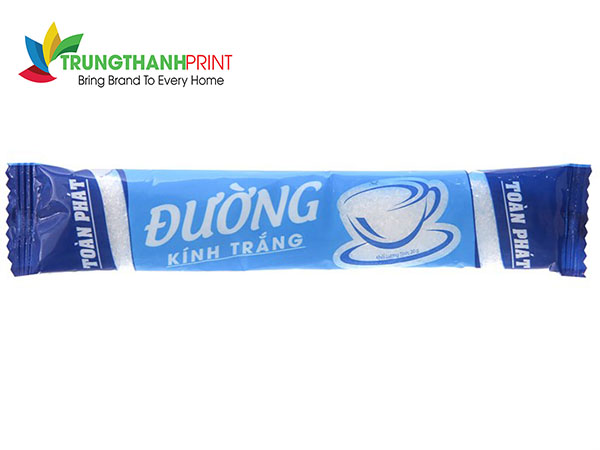 TRUNGTHANHPRINT
Bring Brand To Every Home
TOÀN PHÁT
ĐƯỜNG
KÍNH TRẮNG
TOÀN PHÁT